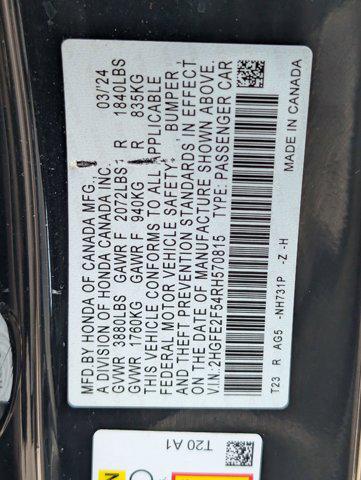 MFD.BY HONDA OF CANADA MFG., 03/'24
A DIVISION OF HONDA CANADA INC.
GVWR 3880LBS GAWR F 2072LBS R 1840LBS
GVWR 1760KG GAWR F 940KG R 835KG
THIS VEHICLE CONFORMS TO ALL APPLICABLE
FEDERAL MOTOR VEHICLE SAFETY, BUMPER,
AND THEFT PREVENTION STANDARDS IN EFFECT
ON THE DATE OF MANUFACTURE SHOWN ABOVE.
V.I.N:2HGFE2F54RH570815 TYPE:PASSENGER CAR
T23 R AG5 -NH731P -Z -H MADE IN CANADA
T20 A1